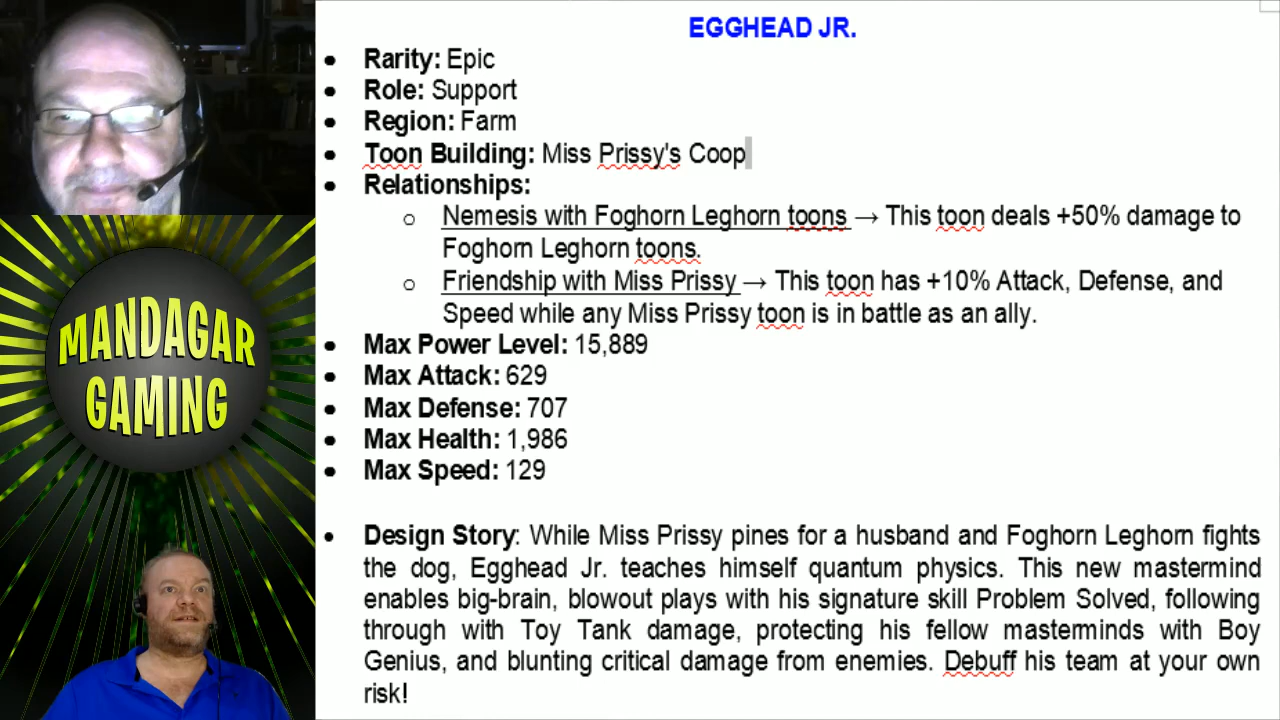 MANDAGAR
GAMING
EGGHEAD JR.
Rarity: Epic
Role: Support
Region: Farm
Toon Building: Miss Prissy's Coop
Relationships:
Nemesis with Foghorn Leghorn toons → This toon deals +50% damage to
Foghorn Leghorn toons.
Friendship with Miss Prissy → This toon has +10% Attack, Defense, and
Speed while any Miss Prissy toon is in battle as an ally.
Max Power Level: 15,889
Max Attack: 629
Max Defense: 707
Max Health: 1,986
Max Speed: 129
Design Story: While Miss Prissy pines for a husband and Foghorn Leghorn fights
the dog, Egghead Jr. teaches himself quantum physics. This new mastermind
enables big-brain, blowout plays with his signature skill Problem Solved, following
through with Toy Tank damage, protecting his fellow masterminds with Boy
Genius, and blunting critical damage from enemies. Debuff his team at your own
risk!